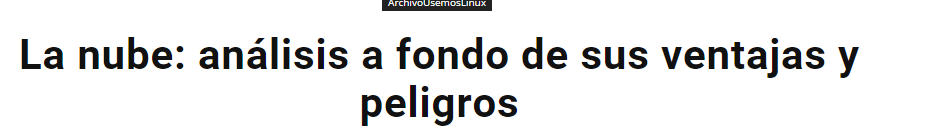 ArchivoUsemosLinux
La nube: análisis a fondo de sus ventajas y
peligros